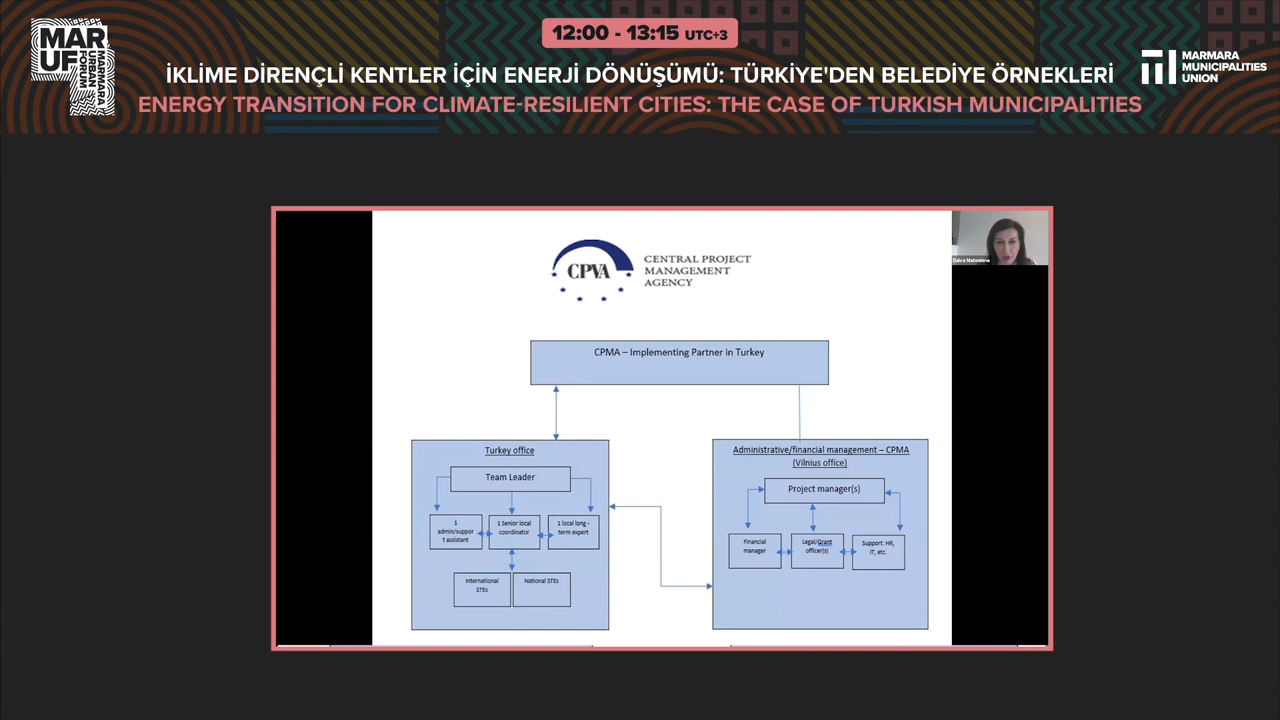 MAR
UF
MARMARA
URBAN
FORUM
12:00 - 13:15 UTC+3
İKLİME DİRENÇLİ KENTLER İÇİN ENERJİ DÖNÜŞÜMÜ: TÜRKİYE'DEN BELEDİYE ÖRNEKLERİ
ENERGY TRANSITION FOR CLIMATE-RESILIENT CITIES: THE CASE OF TURKISH MUNICIPALITIES
MARMARA
MUNICIPALITIES
UNION
CPVA
CENTRAL PROJECT
MANAGEMENT
AGENCY
Daiva Matoniene
CPMA – Implementing Partner in Turkey
Turkey office
Team Leader
1
admin/suppor
t assistant
1 Senior local
coordinator
1 local long -
term expert
International
STEs
National STEs
Administrative/financial management – CPMA
(Vilnius office)
Project manager(s)
Financial
manager
Legal/Grant
officer(s)
Support: HR,
IT, etc.